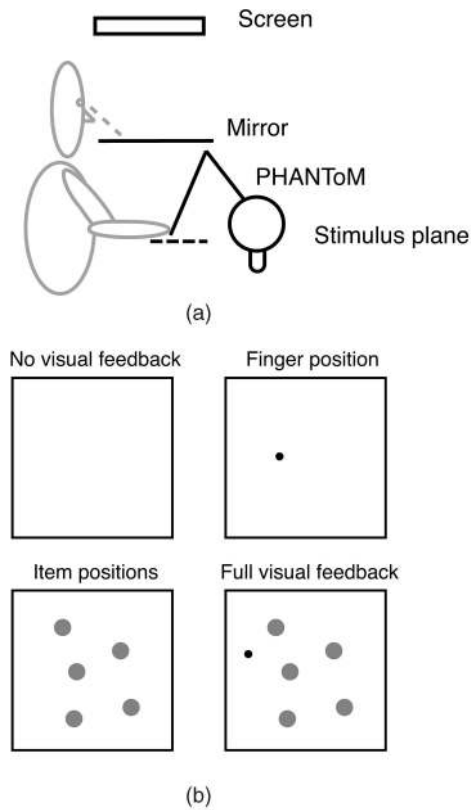 Screen
Mirror
PHANToM
Stimulus plane
(a)
No visual feedback
Finger position
Item positions
Full visual feedback
(b)